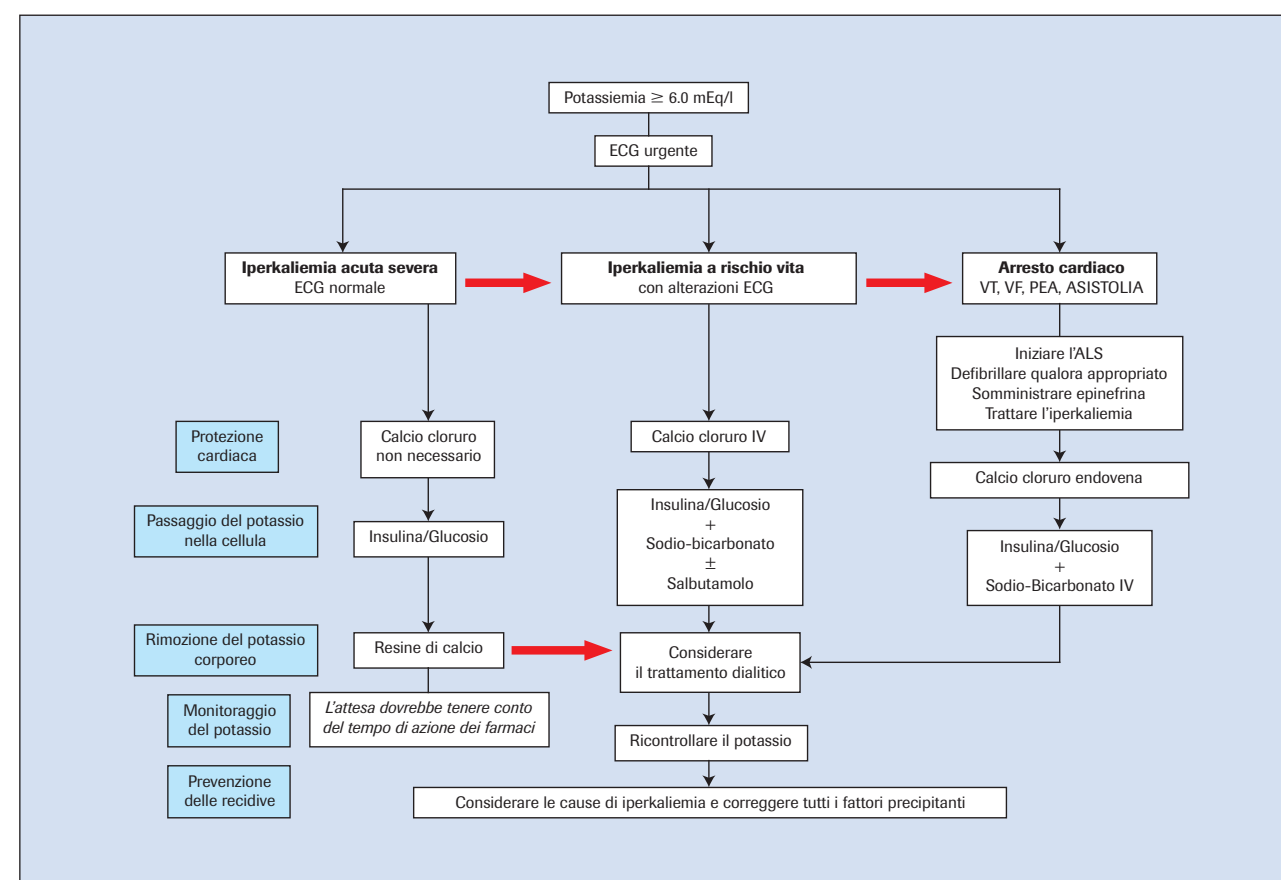 Potassiemia ≥ 6.0 mEq/l
ECG urgente
Iperkaliemia acuta severa
ECG normale
Iperkaliemia a rischio vita
con alterazioni ECG
Arresto cardiaco
VT, VF, PEA, ASISTOLIA
Iniziare l'ALS
Defibrillare qualora appropriato
Somministrare epinefrina
Trattare l'iperkaliemia
Protezione
cardiaca
Calcio cloruro
non necessario
Calcio cloruro IV
Calcio cloruro endovena
Passaggio del potassio
nella cellula
Insulina/Glucosio
Insulina/Glucosio
+
Sodio-bicarbonato
±
Salbutamolo
Insulina/Glucosio
+
Sodio-Bicarbonato IV
Rimozione del potassio
corporeo
Resine di calcio
Considerare
il trattamento dialitico
Monitoraggio
del potassio
L'attesa dovrebbe tenere conto
del tempo di azione dei farmaci
Ricontrollare il potassio
Prevenzione
delle recidive
Considerare le cause di iperkaliemia e correggere tutti i fattori precipitanti